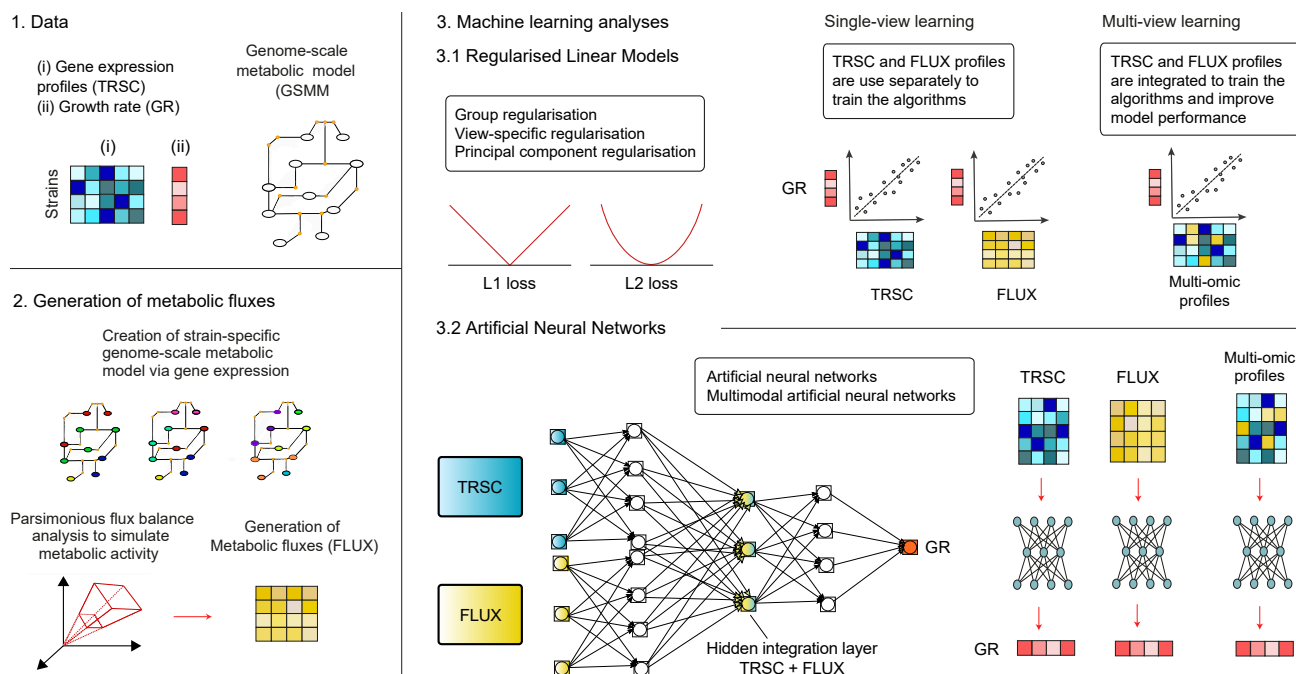 1. Data
(i) Gene expression
profiles (TRSC)
(ii) Growth rate (GR)
Genome-scale
metabolic model
(GSMM
(i)
(ii)
Strains
2. Generation of metabolic fluxes
Creation of strain-specific
genome-scale metabolic
model via gene expression
Parsimonious flux balance
analysis to simulate
metabolic activity
Generation of
Metabolic fluxes (FLUX)
3. Machine learning analyses
3.1 Regularised Linear Models
Group regularisation
View-specific regularisation
Principal component regularisation
L1 loss
L2 loss
Single-view learning
TRSC and FLUX profiles
are use separately to
train the algorithms
GR
TRSC
FLUX
Multi-view learning
TRSC and FLUX profiles
are integrated to train the
algorithms and improve
model performance
Multi-omic
profiles
3.2 Artificial Neural Networks
Artificial neural networks
Multimodal artificial neural networks
TRSC
FLUX
GR
Hidden integration layer
TRSC + FLUX
TRSC
FLUX
Multi-omic
profiles
GR